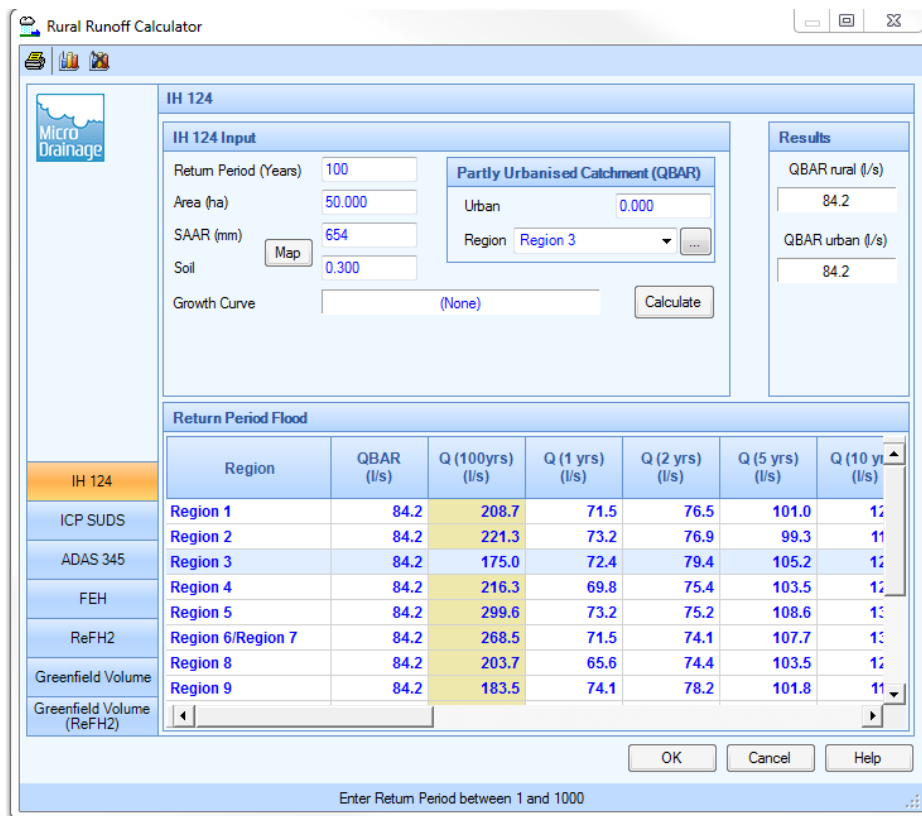 Rural Runoff Calculator
Micro
Drainage
IH 124
IH 124 Input
Return Period (Years) 100
Area (ha) 50.000
SAAR (mm) 654
Map
Soil 0.300
Growth Curve (None)
Partly Urbanised Catchment (QBAR)
Urban 0.000
Region Region 3 ...
Calculate
Results
QBAR rural (l/s)
84.2
QBAR urban (l/s)
84.2
IH 124
ICP SUDS
ADAS 345
FEH
ReFH2
Greenfield Volume
Greenfield Volume
(ReFH2)
Return Period Flood
Region QBAR (l/s) Q (100yrs) (l/s) Q (1 yrs) (l/s) Q (2 yrs) (l/s) Q (5 yrs) (l/s) Q (10 (l/s)
Region 1 84.2 208.7 71.5 76.5 101.0
Region 2 84.2 221.3 73.2 76.9 99.3
Region 3 84.2 175.0 72.4 79.4 105.2
Region 4 84.2 216.3 69.8 75.4 103.5
Region 5 84.2 299.6 73.2 75.2 108.6
Region 6/Region 7 84.2 268.5 71.5 74.1 107.7
Region 8 84.2 203.7 65.6 74.4 103.5
Region 9 84.2 183.5 74.1 78.2 101.8
OK Cancel Help
Enter Return Period between 1 and 1000